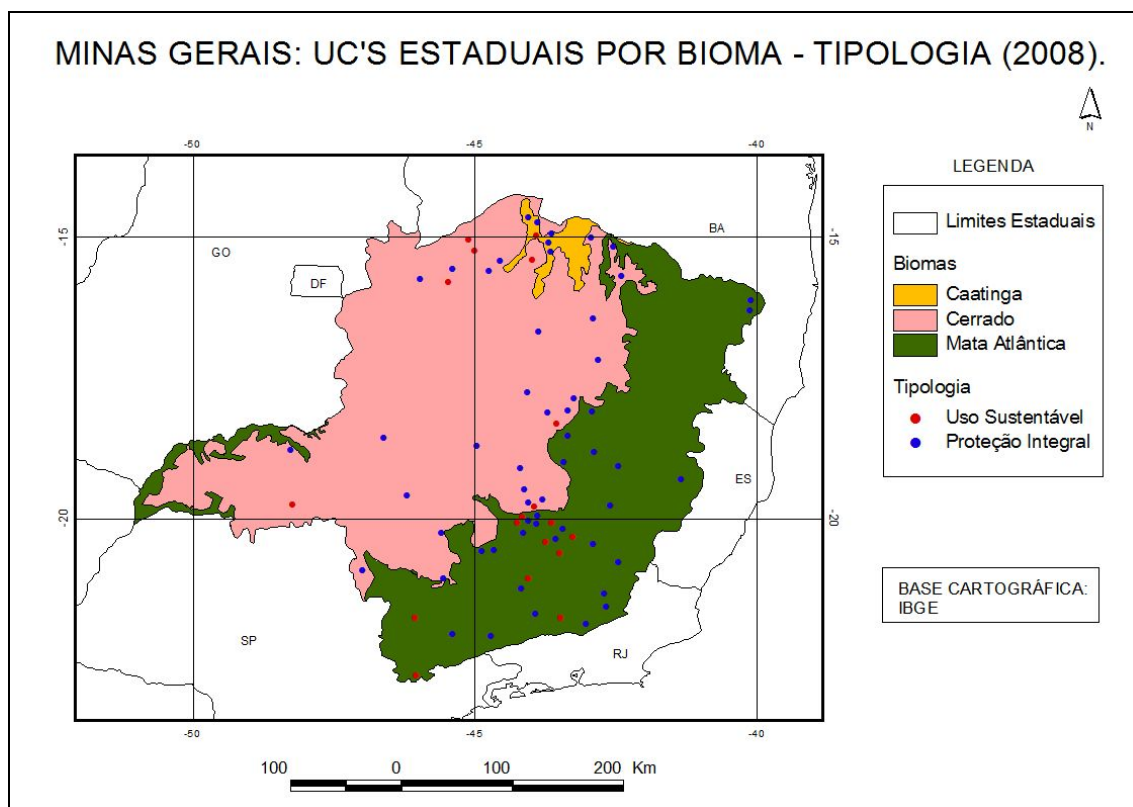 MINAS GERAIS: UC'S ESTADUAIS POR BIOMA - TIPOLOGIA (2008).
N
-50 -45 -40
-15 -15
-20 -20
-50 -45 -40
GO
DF
BA
ES
SP
RJ
LEGENDA
Limites Estaduais
Biomas
Caatinga
Cerrado
Mata Atlântica
Tipologia
Uso Sustentável
Proteção Integral
BASE CARTOGRÁFICA:
IBGE
100 0 100 200 Km